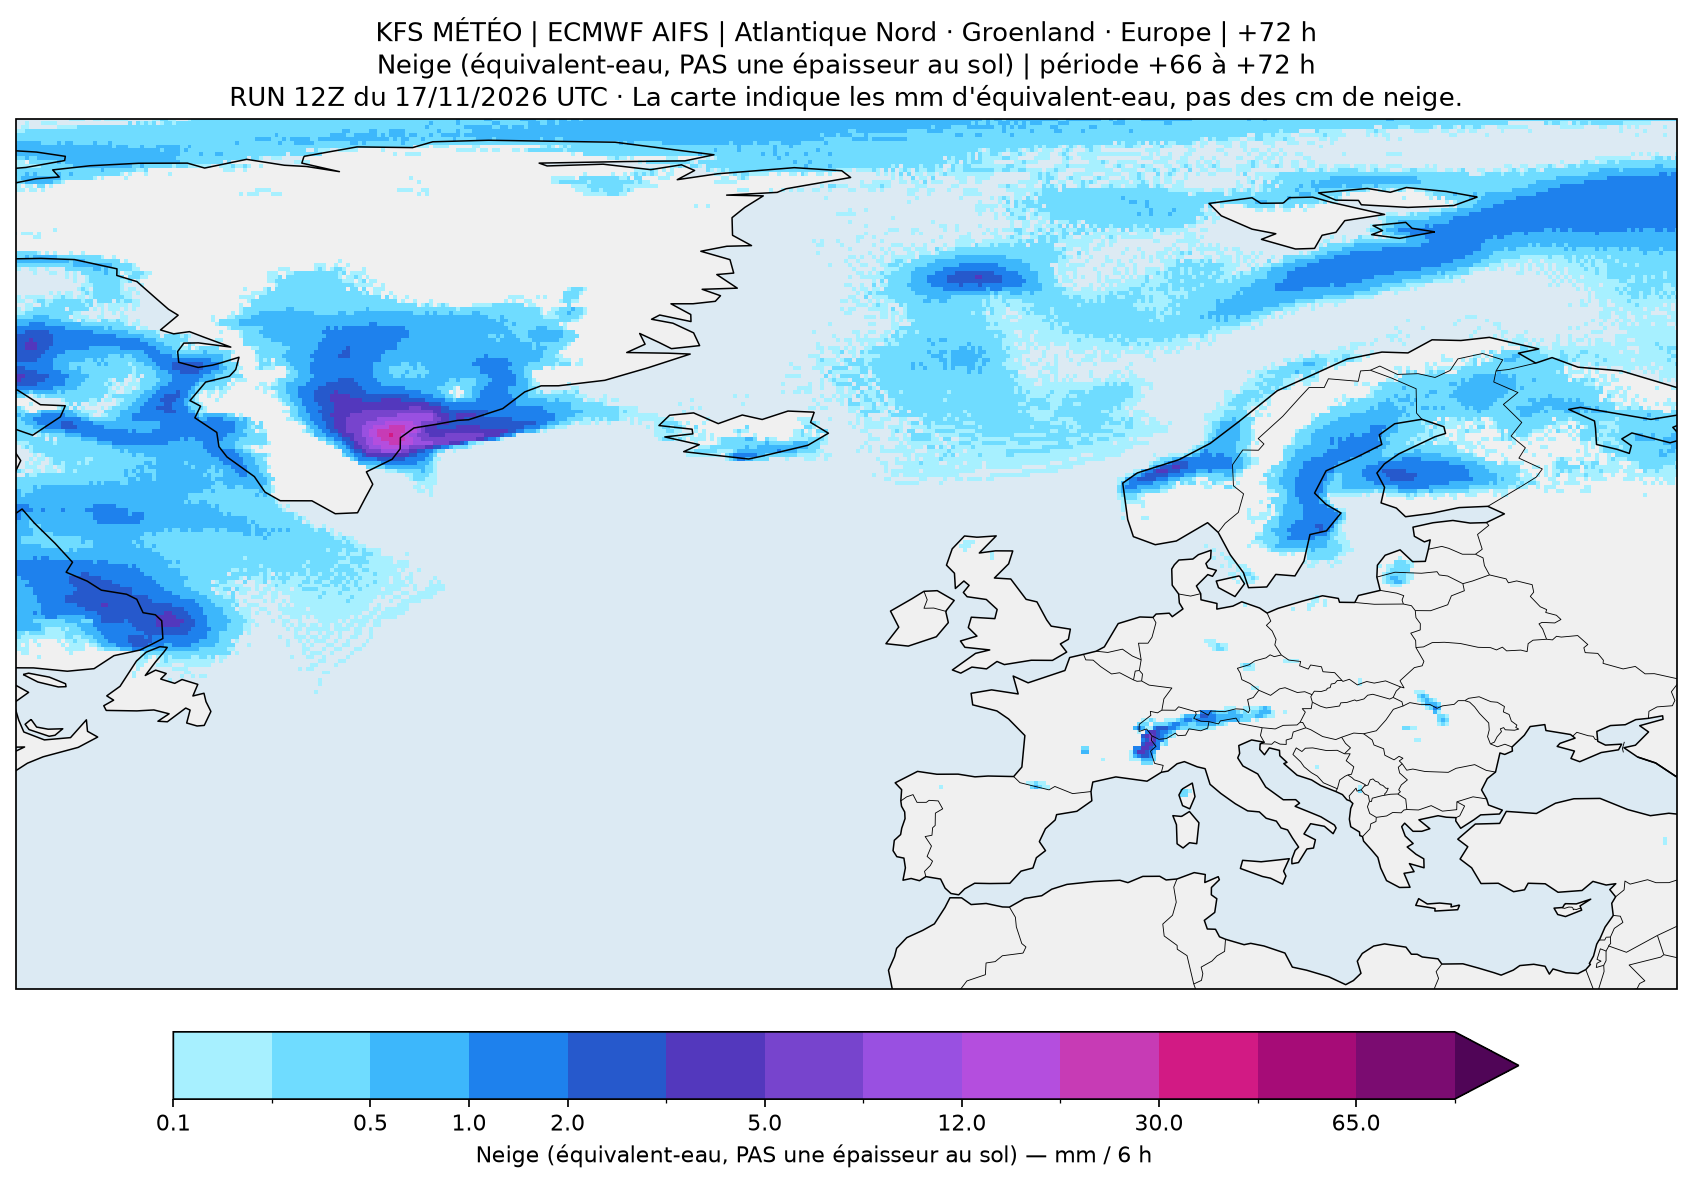 KFS MÉTÉO | ECMWF AIFS | Atlantique Nord · Groenland · Europe | +72 h
Neige (équivalent-eau, PAS une épaisseur au sol) | période +66 à +72 h
RUN 12Z du 17/11/2026 UTC · La carte indique les mm d'équivalent-eau, pas des cm de neige.
0.1 0.5 1.0 2.0 5.0 12.0 30.0 65.0
Neige (équivalent-eau, PAS une épaisseur au sol) — mm / 6 h